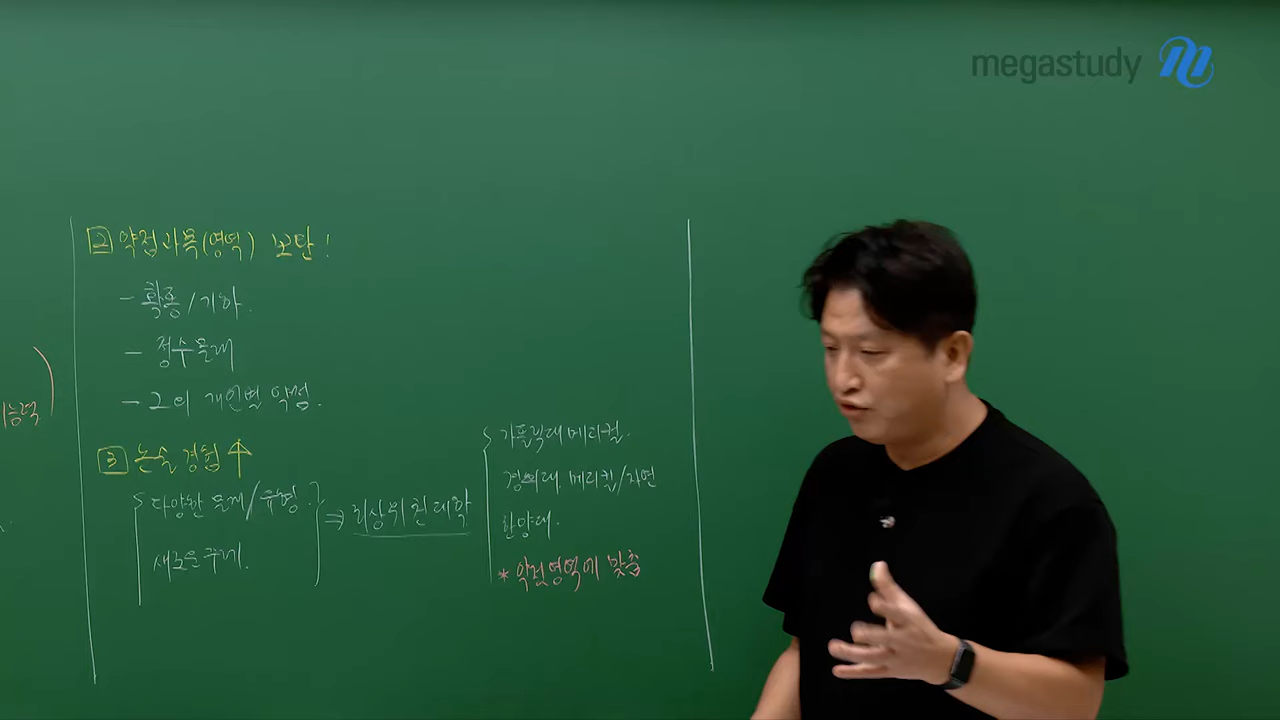 megastudy
② 약점과목(영역) 보완!
- 확통/기하.
- 정수문제
- 그외 개인별 약점.
③ 논술경험 ↑
다양한 문제/유형.
새로운 주제.
⇒ 최상위권 대학
가톨릭대 메디컬.
경희대 메디컬/자연
한양대.
* 약점영역에 맞춤